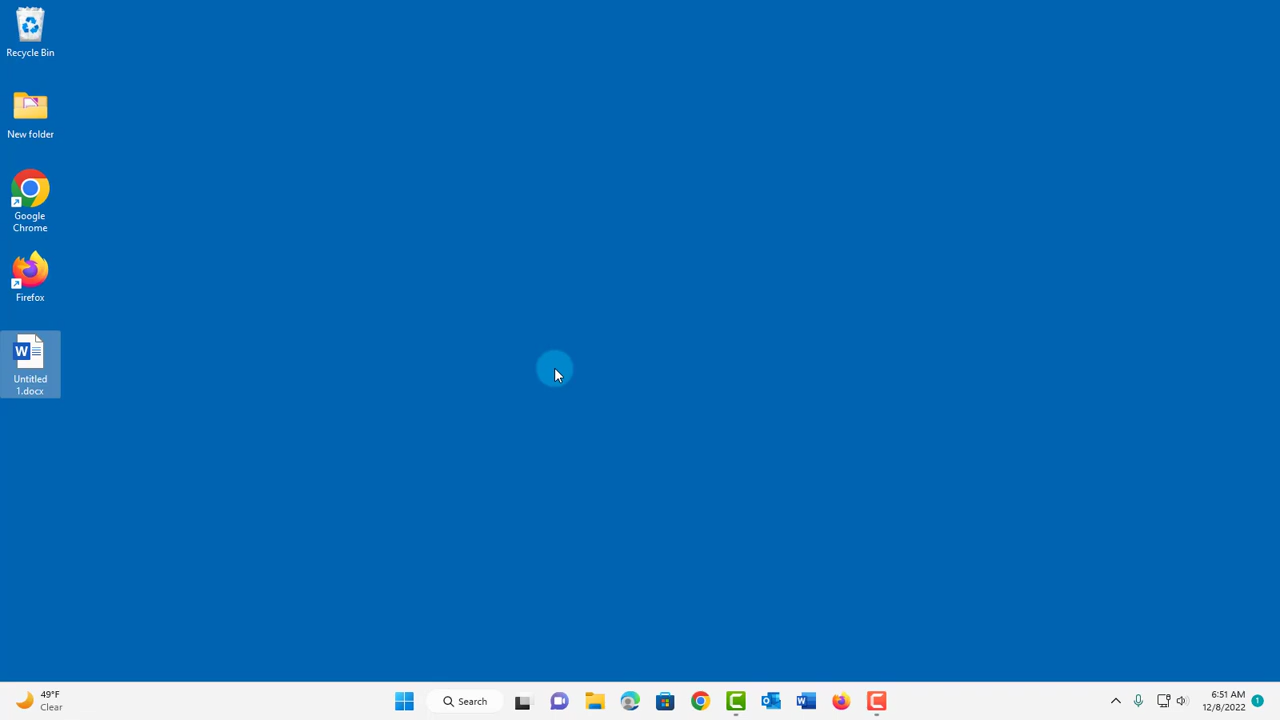 Recycle Bin
New folder
Google
Chrome
Firefox
W
Untitled
1.docx
49°F
Clear
Search
W
6:51 AM
12/8/2022
1